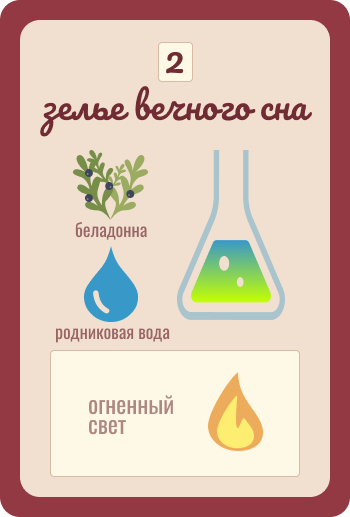 2
зелье вечного сна
беладонна
родниковая вода
огненный
свет